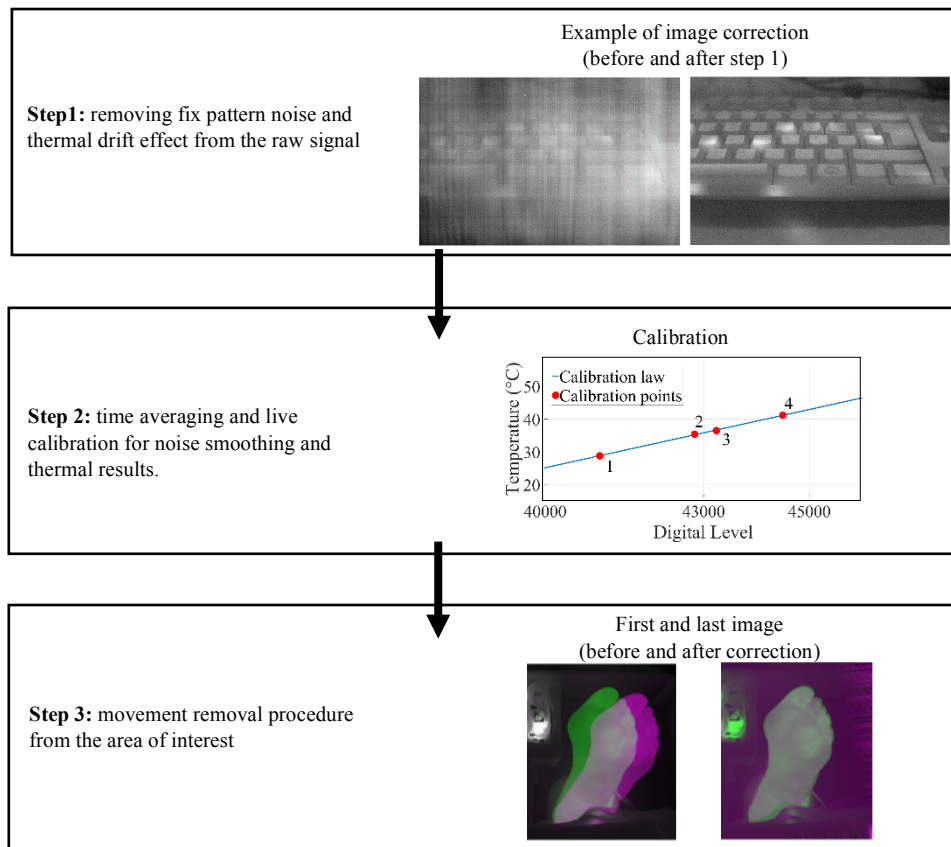 Example of image correction
(before and after step 1)
Step1: removing fix pattern noise and
thermal drift effect from the raw signal
Calibration
Step 2: time averaging and live
calibration for noise smoothing and
thermal results.
Temperature (°C)
50
40
30
20
Calibration law
Calibration points
1
2
3
4
40000
43000
45000
Digital Level
First and last image
(before and after correction)
Step 3: movement removal procedure
from the area of interest